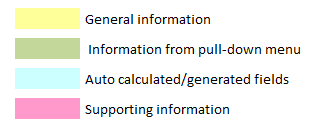 General information
Information from pull-down menu
Auto calculated/generated fields
Supporting information